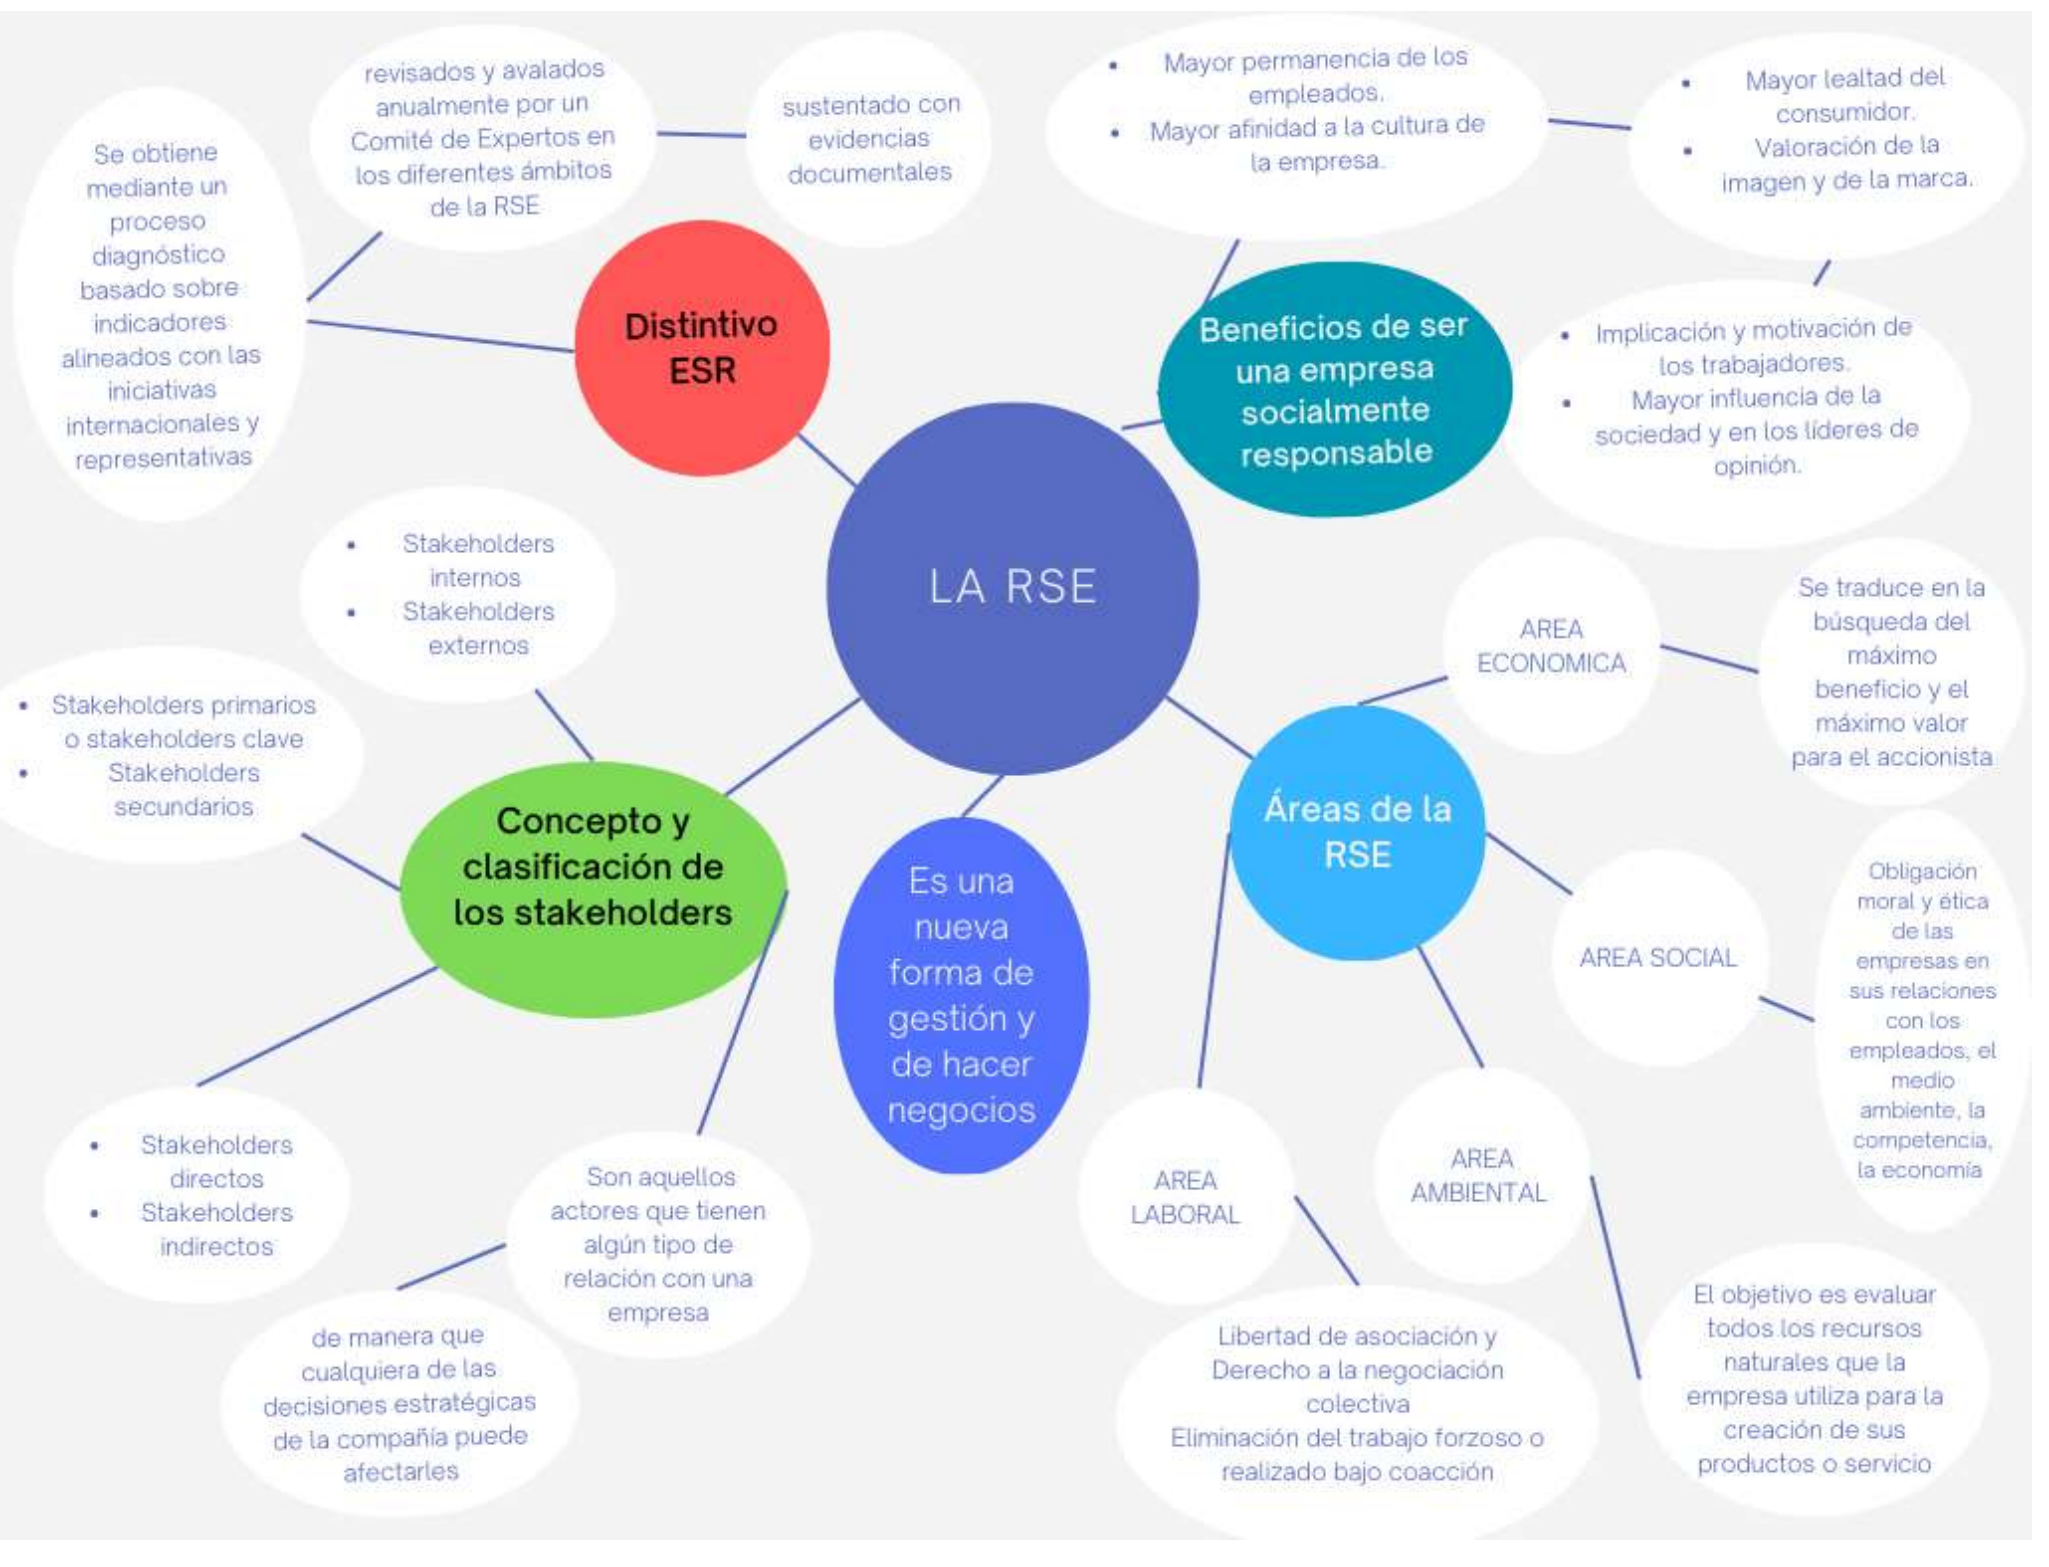 revisados y avalados
anualmente por un
Comité de Expertos en
los diferentes ámbitos
de la RSE
sustentado con
evidencias
documentales
Se obtiene
mediante un
proceso
diagnóstico
basado sobre
indicadores
alineados con las
iniciativas
internacionales y
representativas
Distintivo
ESR
• Mayor permanencia de los
empleados.
• Mayor afinidad a la cultura de
la empresa.
• Mayor lealtad del
consumidor.
• Valoración de la
imagen y de la marca.
Beneficios de ser
una empresa
socialmente
responsable
• Implicación y motivación de
los trabajadores.
• Mayor influencia de la
sociedad y en los líderes de
opinión.
LA RSE
• Stakeholders
internos
• Stakeholders
externos
• Stakeholders primarios
o stakeholders clave
• Stakeholders
secundarios
Concepto y
clasificación de
los stakeholders
• Stakeholders
directos
• Stakeholders
indirectos
Son aquellos
actores que tienen
algún tipo de
relación con una
empresa
de manera que
cualquiera de las
decisiones estratégicas
de la compañía puede
afectarles
Es una
nueva
forma de
gestión y
de hacer
negocios
Áreas de la
RSE
AREA
ECONOMICA
Se traduce en la
búsqueda del
máximo
beneficio y el
máximo valor
para el accionista
AREA SOCIAL
Obligación
moral y ética
de las
empresas en
sus relaciones
con los
empleados, el
medio
ambiente, la
competencia,
la economía
AREA
LABORAL
Libertad de asociación y
Derecho a la negociación
colectiva
Eliminación del trabajo forzoso o
realizado bajo coacción
AREA
AMBIENTAL
El objetivo es evaluar
todos los recursos
naturales que la
empresa utiliza para la
creación de sus
productos o servicio